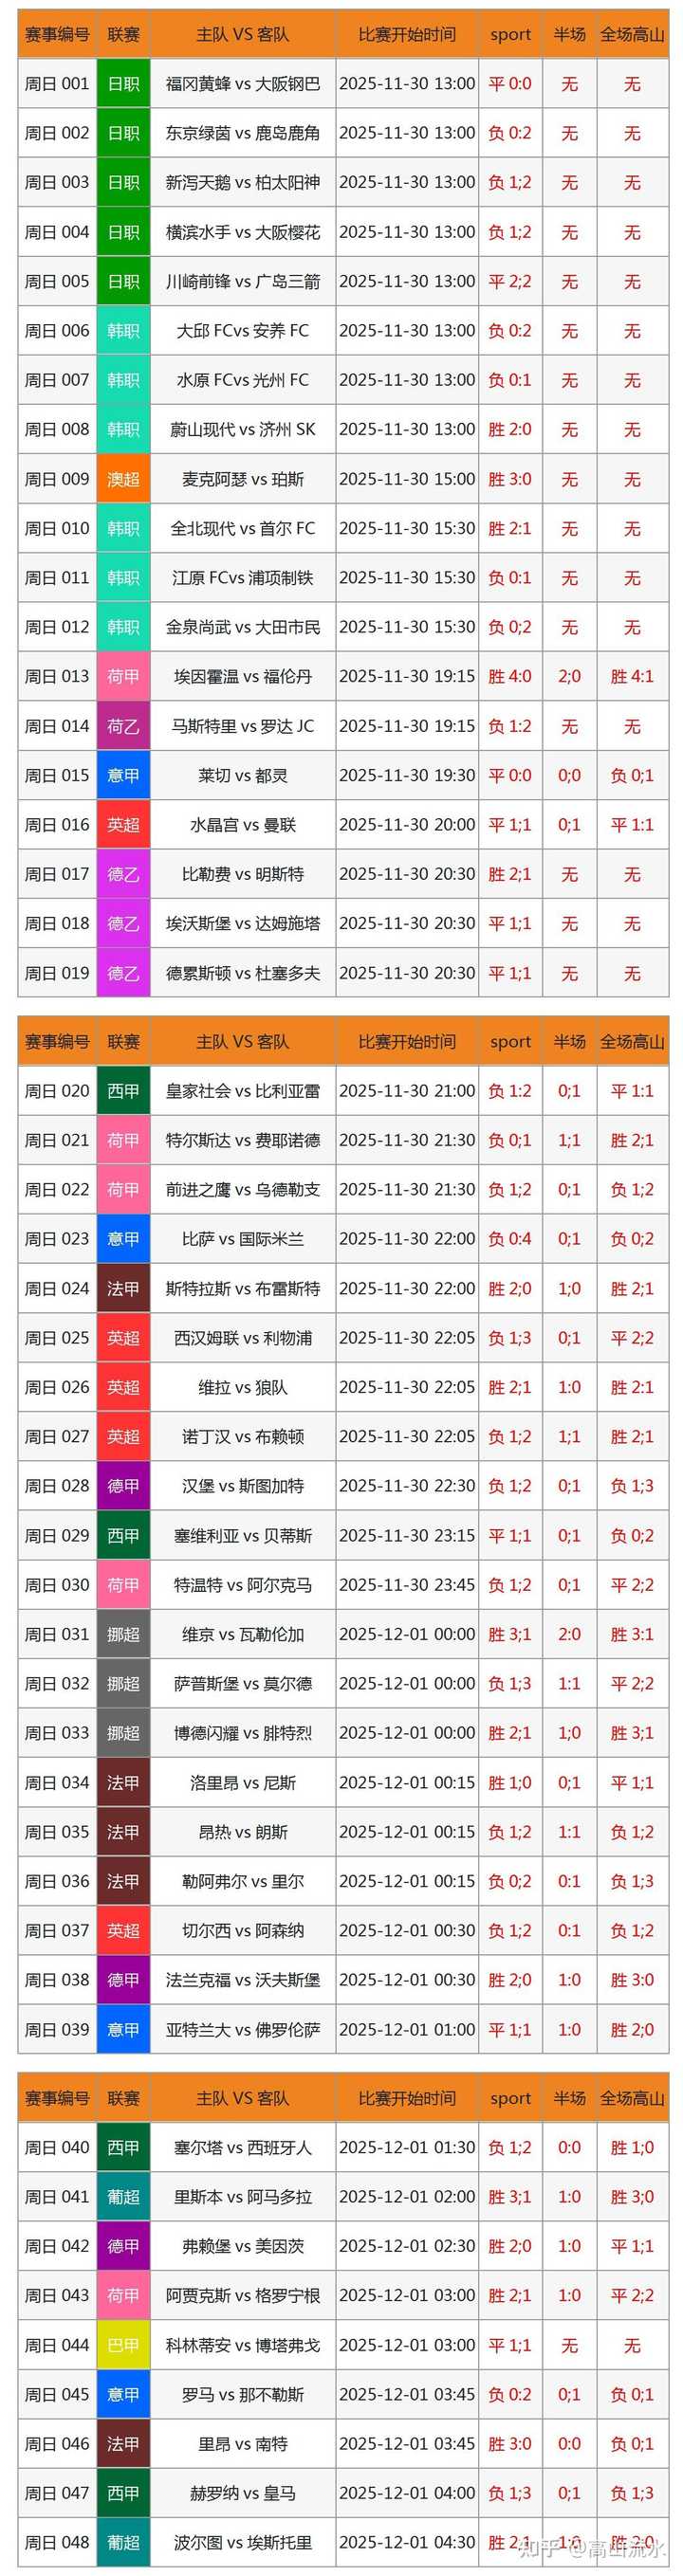 赛事编号 联赛 主队 VS 客队 比赛开始时间 sport 半场 全场高山
周日 001 日职 福冈黄蜂 vs 大阪钢巴 2025-11-30 13:00 平 0:0 无 无
周日 002 日职 东京绿茵 vs 鹿岛鹿角 2025-11-30 13:00 负 0:2 无 无
周日 003 日职 新泻天鹅 vs 柏太阳神 2025-11-30 13:00 负 1;2 无 无
周日 004 日职 横滨水手 vs 大阪樱花 2025-11-30 13:00 负 1;2 无 无
周日 005 日职 川崎前锋 vs 广岛三箭 2025-11-30 13:00 平 2;2 无 无
周日 006 韩职 大邱 FCvs 安养 FC 2025-11-30 13:00 负 0:2 无 无
周日 007 韩职 水原 FCvs 光州 FC 2025-11-30 13:00 负 0:1 无 无
周日 008 韩职 蔚山现代 vs 济州 SK 2025-11-30 13:00 胜 2:0 无 无
周日 009 澳超 麦克阿瑟 vs 珀斯 2025-11-30 15:00 胜 3:0 无 无
周日 010 韩职 全北现代 vs 首尔 FC 2025-11-30 15:30 胜 2:1 无 无
周日 011 韩职 江原 FCvs 浦项制铁 2025-11-30 15:30 负 0:1 无 无
周日 012 韩职 金泉尚武 vs 大田市民 2025-11-30 15:30 负 0;2 无 无
周日 013 荷甲 埃因霍温 vs 福伦丹 2025-11-30 19:15 胜 4:0 2;0 胜 4:1
周日 014 荷乙 马斯特里 vs 罗达 JC 2025-11-30 19:15 负 1:2 无 无
周日 015 意甲 莱切 vs 都灵 2025-11-30 19:30 平 0:0 0;0 负 0;1
周日 016 英超 水晶宫 vs 曼联 2025-11-30 20:00 平 1;1 0;1 平 1:1
周日 017 德乙 比勒费 vs 明斯特 2025-11-30 20:30 胜 2;1 无 无
周日 018 德乙 埃沃斯堡 vs 达姆施塔 2025-11-30 20:30 平 1;1 无 无
周日 019 德乙 德累斯顿 vs 杜塞多夫 2025-11-30 20:30 平 1;1 无 无
赛事编号 联赛 主队 VS 客队 比赛开始时间 sport 半场 全场高山
周日 020 西甲 皇家社会 vs 比利亚雷 2025-11-30 21:00 负 1:2 0;1 平 1:1
周日 021 荷甲 特尔斯达 vs 费耶诺德 2025-11-30 21:30 负 0;1 1;1 胜 2;1
周日 022 荷甲 前进之鹰 vs 乌德勒支 2025-11-30 21:30 负 1;2 0;1 负 1;2
周日 023 意甲 比萨 vs 国际米兰 2025-11-30 22:00 负 0:4 0;1 负 0;2
周日 024 法甲 斯特拉斯 vs 布雷斯特 2025-11-30 22:00 胜 2;0 1;0 胜 2;1
周日 025 英超 西汉姆联 vs 利物浦 2025-11-30 22:05 负 1;3 0;1 平 2;2
周日 026 英超 维拉 vs 狼队 2025-11-30 22:05 胜 2;1 1:0 胜 2:1
周日 027 英超 诺丁汉 vs 布赖顿 2025-11-30 22:05 负 1;2 1;1 胜 2;1
周日 028 德甲 汉堡 vs 斯图加特 2025-11-30 22:30 负 1;2 0;1 负 1;3
周日 029 西甲 塞维利亚 vs 贝蒂斯 2025-11-30 23:15 平 1;1 0;1 负 0;2
周日 030 荷甲 特温特 vs 阿尔克马 2025-11-30 23:45 负 1;2 0;1 平 2;2
周日 031 挪超 维京 vs 瓦勒伦加 2025-12-01 00:00 胜 3;1 2:0 胜 3:1
周日 032 挪超 萨普斯堡 vs 莫尔德 2025-12-01 00:00 负 1;3 1:1 平 2;2
周日 033 挪超 博德闪耀 vs 腓特烈 2025-12-01 00:00 胜 2;1 1;0 胜 3;1
周日 034 法甲 洛里昂 vs 尼斯 2025-12-01 00:15 胜 1;0 0;1 平 1;1
周日 035 法甲 昂热 vs 朗斯 2025-12-01 00:15 负 1;2 1:1 负 1;2
周日 036 法甲 勒阿弗尔 vs 里尔 2025-12-01 00:15 负 0;2 0:1 负 1;3
周日 037 英超 切尔西 vs 阿森纳 2025-12-01 00:30 负 1;2 0:1 负 1;2
周日 038 德甲 法兰克福 vs 沃夫斯堡 2025-12-01 00:30 胜 2;0 1:0 胜 3:0
周日 039 意甲 亚特兰大 vs 佛罗伦萨 2025-12-01 01:00 平 1;1 1:0 胜 2;0
赛事编号 联赛 主队 VS 客队 比赛开始时间 sport 半场 全场高山
周日 040 西甲 塞尔塔 vs 西班牙人 2025-12-01 01:30 负 1;2 0:0 胜 1;0
周日 041 葡超 里斯本 vs 阿马多拉 2025-12-01 02:00 胜 3;1 1:0 胜 3;0
周日 042 德甲 弗赖堡 vs 美因茨 2025-12-01 02:30 胜 2;0 1:0 平 1;1
周日 043 荷甲 阿贾克斯 vs 格罗宁根 2025-12-01 03:00 胜 2;1 1:0 平 2;2
周日 044 巴甲 科林蒂安 vs 博塔弗戈 2025-12-01 03:00 平 1;1 无 无
周日 045 意甲 罗马 vs 那不勒斯 2025-12-01 03:45 负 0:2 0;1 负 0;1
周日 046 法甲 里昂 vs 南特 2025-12-01 03:45 胜 3:0 0:0 负 0;1
周日 047 西甲 赫罗纳 vs 皇马 2025-12-01 04:00 负 1;3 0;1 负 1;3
周日 048 葡超 波尔图 vs 埃斯托里 2025-12-01 04:30 胜 2;1 1:0 胜 2:0
知乎 @高山流水